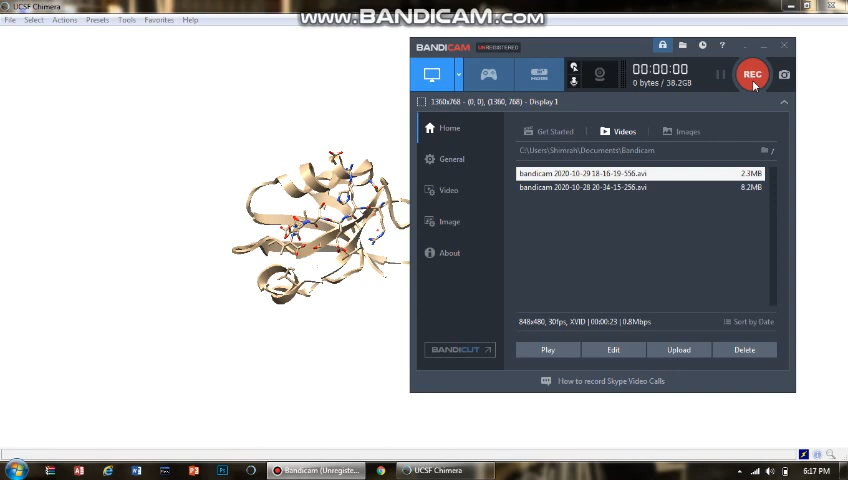 UCSF Chimera
www.BANDICAM.com
File Select Actions Presets Tools Favorites Help
BANDICAM UNREGISTERED
?
00:00:00
0 bytes / 38.2GB
REC
1360x768 - (0, 0), (1360, 768) - Display 1
Home
General
Video
Image
About
BANDICUT
Get Started Videos Images
C:\Users\Shimrah\Documents\Bandicam
/
bandicam 2020-10-29 18-16-19-556.avi 2.3MB
bandicam 2020-10-28 20-34-15-256.avi 8.2MB
848x480, 30fps, XVID | 00:00:23 | 0.8Mbps
Sort by Date
Play Edit Upload Delete
How to record Skype Video Calls
Bandicam (Unregiste...
UCSF Chimera
6:17 PM